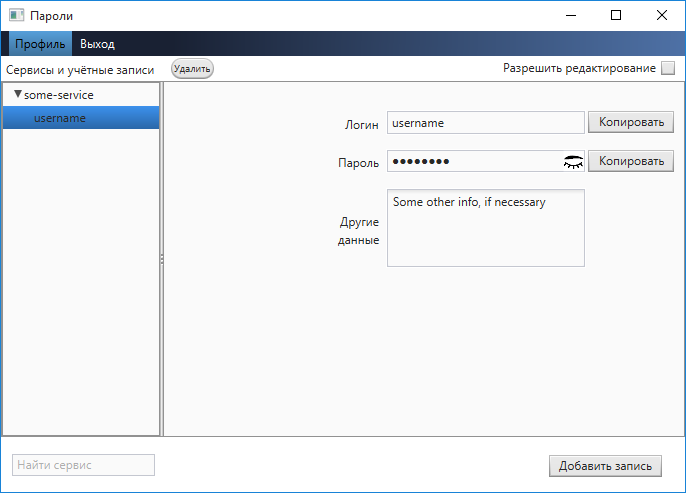 Пароли
Профиль Выход
Сервисы и учётные записи Удалить Разрешить редактирование
some-service
username
Логин username Копировать
Пароль ●●●●●●●● Копировать
Some other info, if necessary
Другие
данные
Найти сервис Добавить запись